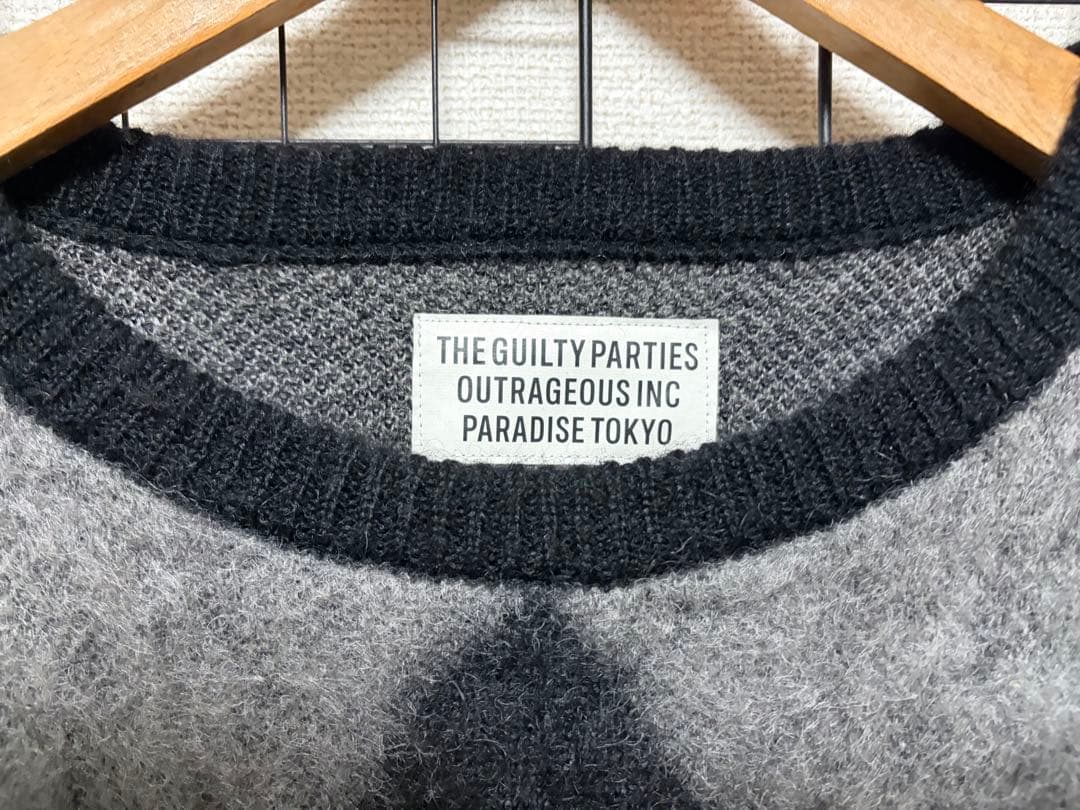 THE GUILTY PARTIES
OUTRAGEOUS INC
PARADISE TOKYO